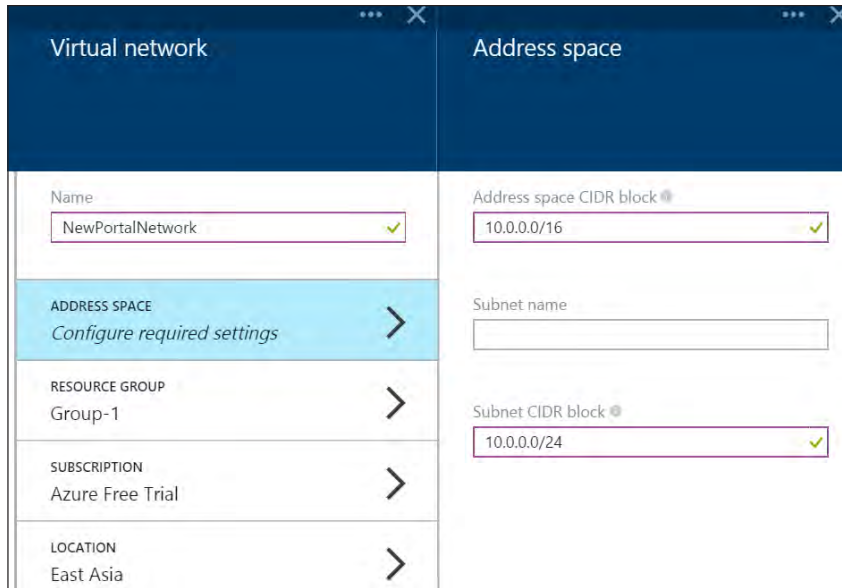 Virtual network
Name
NewPortalNetwork
ADDRESS SPACE
Configure required settings
RESOURCE GROUP
Group-1
SUBSCRIPTION
Azure Free Trial
LOCATION
East Asia
Address space
Address space CIDR block
10.0.0.0/16
Subnet name
Subnet CIDR block
10.0.0.0/24